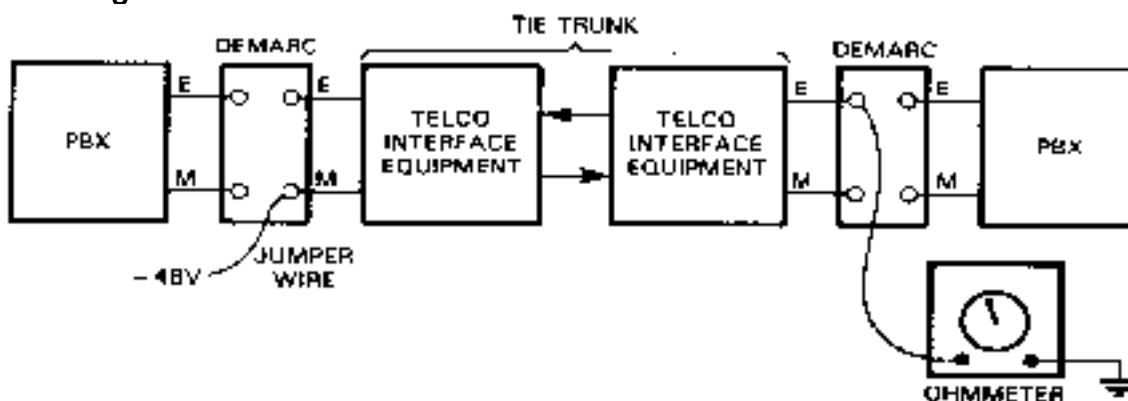 TIE TRUNK
DEMARC
DEMARC
PBX
E
E
TELCO
INTERFACE
EQUIPMENT
TELCO
INTERFACE
EQUIPMENT
E
E
PBX
M
M
M
M
-48V
JUMPER
WIRE
OHMMETER